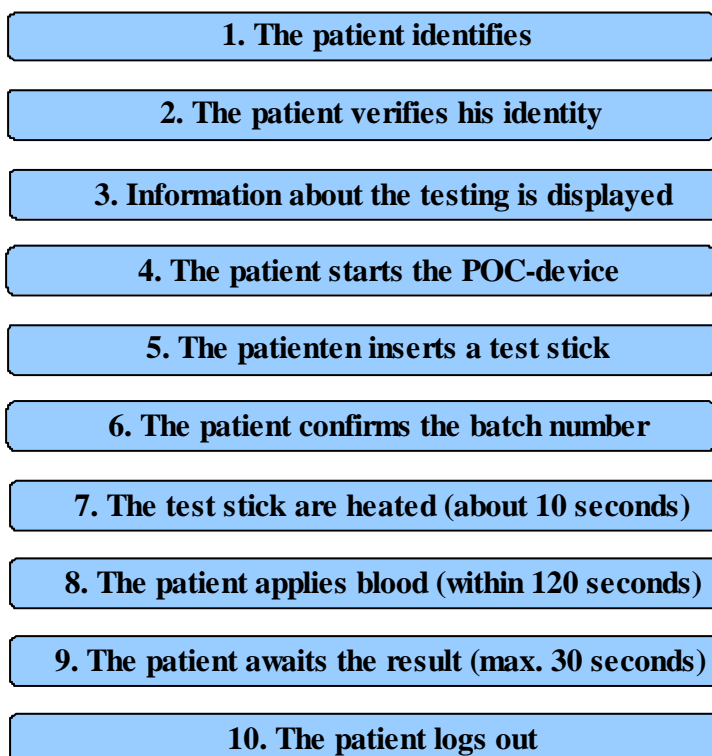 1. The patient identifies
2. The patient verifies his identity
3. Information about the testing is displayed
4. The patient starts the POC-device
5. The patienten inserts a test stick
6. The patient confirms the batch number
7. The test stick are heated (about 10 seconds)
8. The patient applies blood (within 120 seconds)
9. The patient awaits the result (max. 30 seconds)
10. The patient logs out